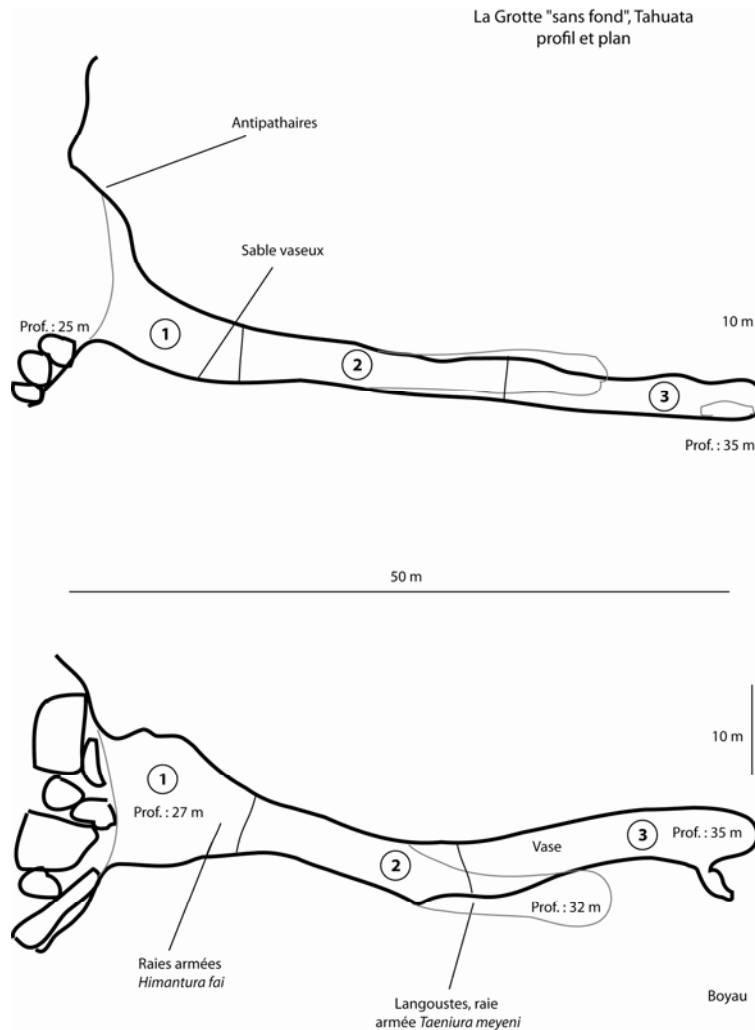 La Grotte "sans fond", Tahuata
profil et plan
Antipathaires
Sable vaseux
Prof. : 25 m
1
10 m
2
3
Prof. : 35 m
50 m
10 m
1
Prof. : 27 m
3
Prof. : 35 m
Vase
2
Prof. : 32 m
Raies armées
Himantura fai
Langoustes, raie
armée Taeniura meyeni
Boyau